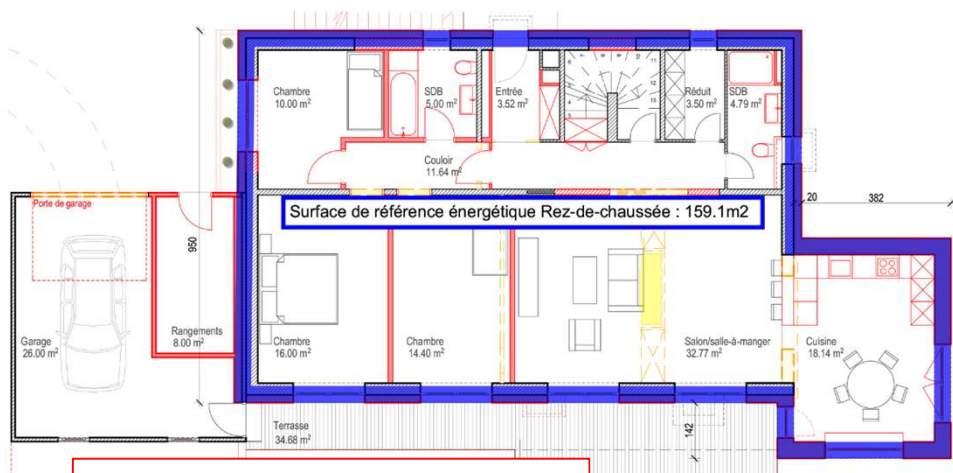 Chambre
10.00 m²
SDB
5.00 m²
Entrée
3.52 m²
Réduit
3.50 m²
SDB
4.79 m²
Couloir
11.64 m²
Porte de garage
950
Surface de référence énergétique Rez-de-chaussée : 159.1m2
20
382
Garage
26.00 m²
Rangements
8.00 m²
Chambre
16.00 m²
Chambre
14.40 m²
Salon/salle-à-manger
32.77 m²
Cuisine
18.14 m²
Terrasse
34.68 m²
142